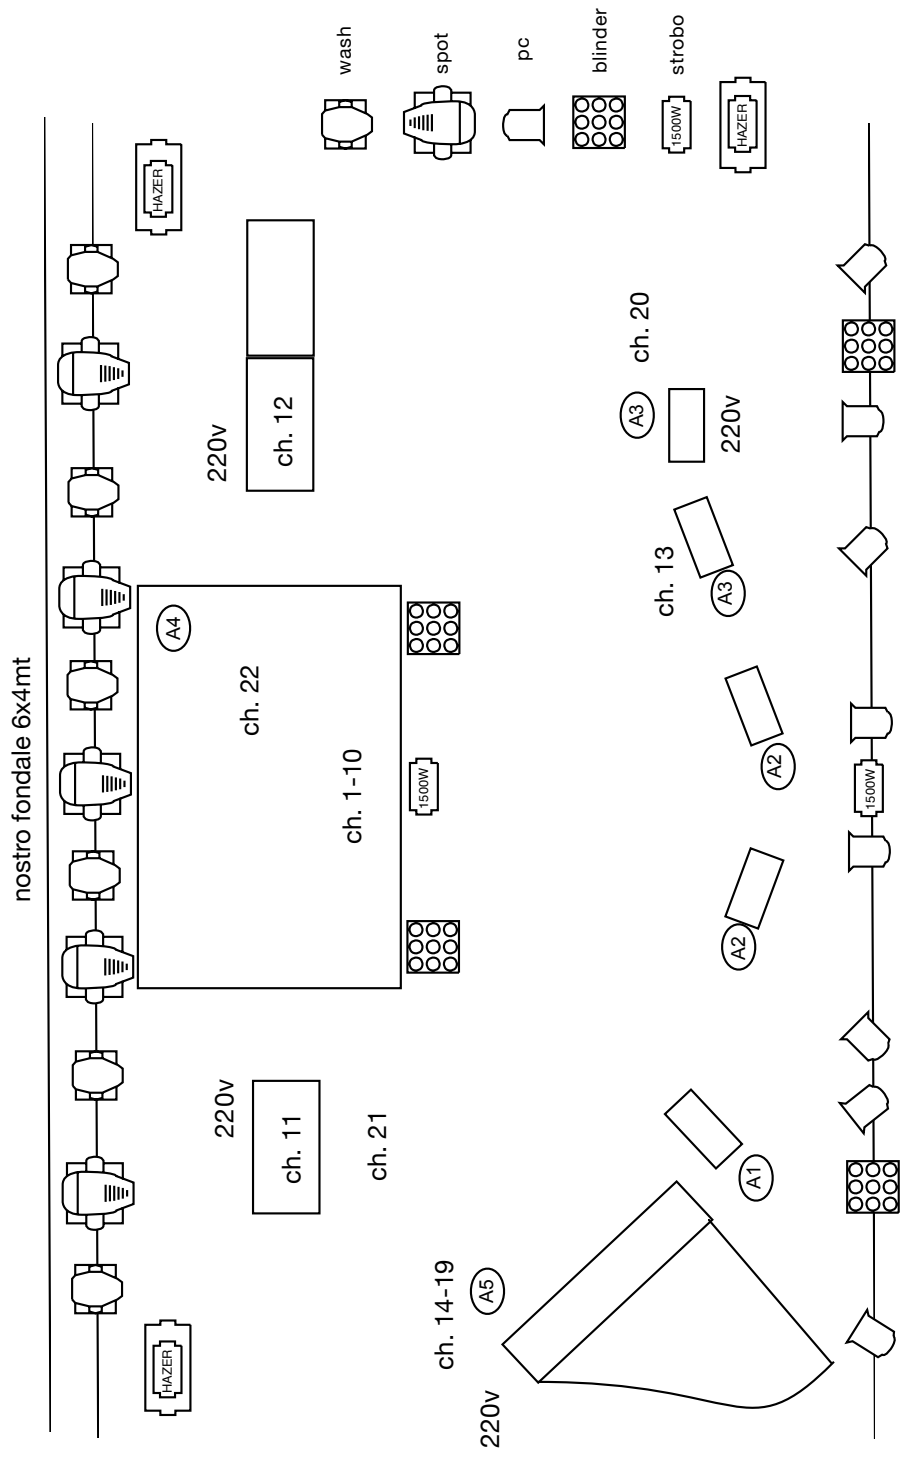 nostro fondale 6x4mt
HAZER
HAZER
220v
ch. 11
ch. 21
A4
ch. 22
ch. 1-10
1500W
220v
ch. 12
ch. 14-19
A5
220v
A1
A2
A2
ch. 13
A3
A3
ch. 20
220v
1500W
wash
spot
pc
blinder
1500W
strobo
HAZER